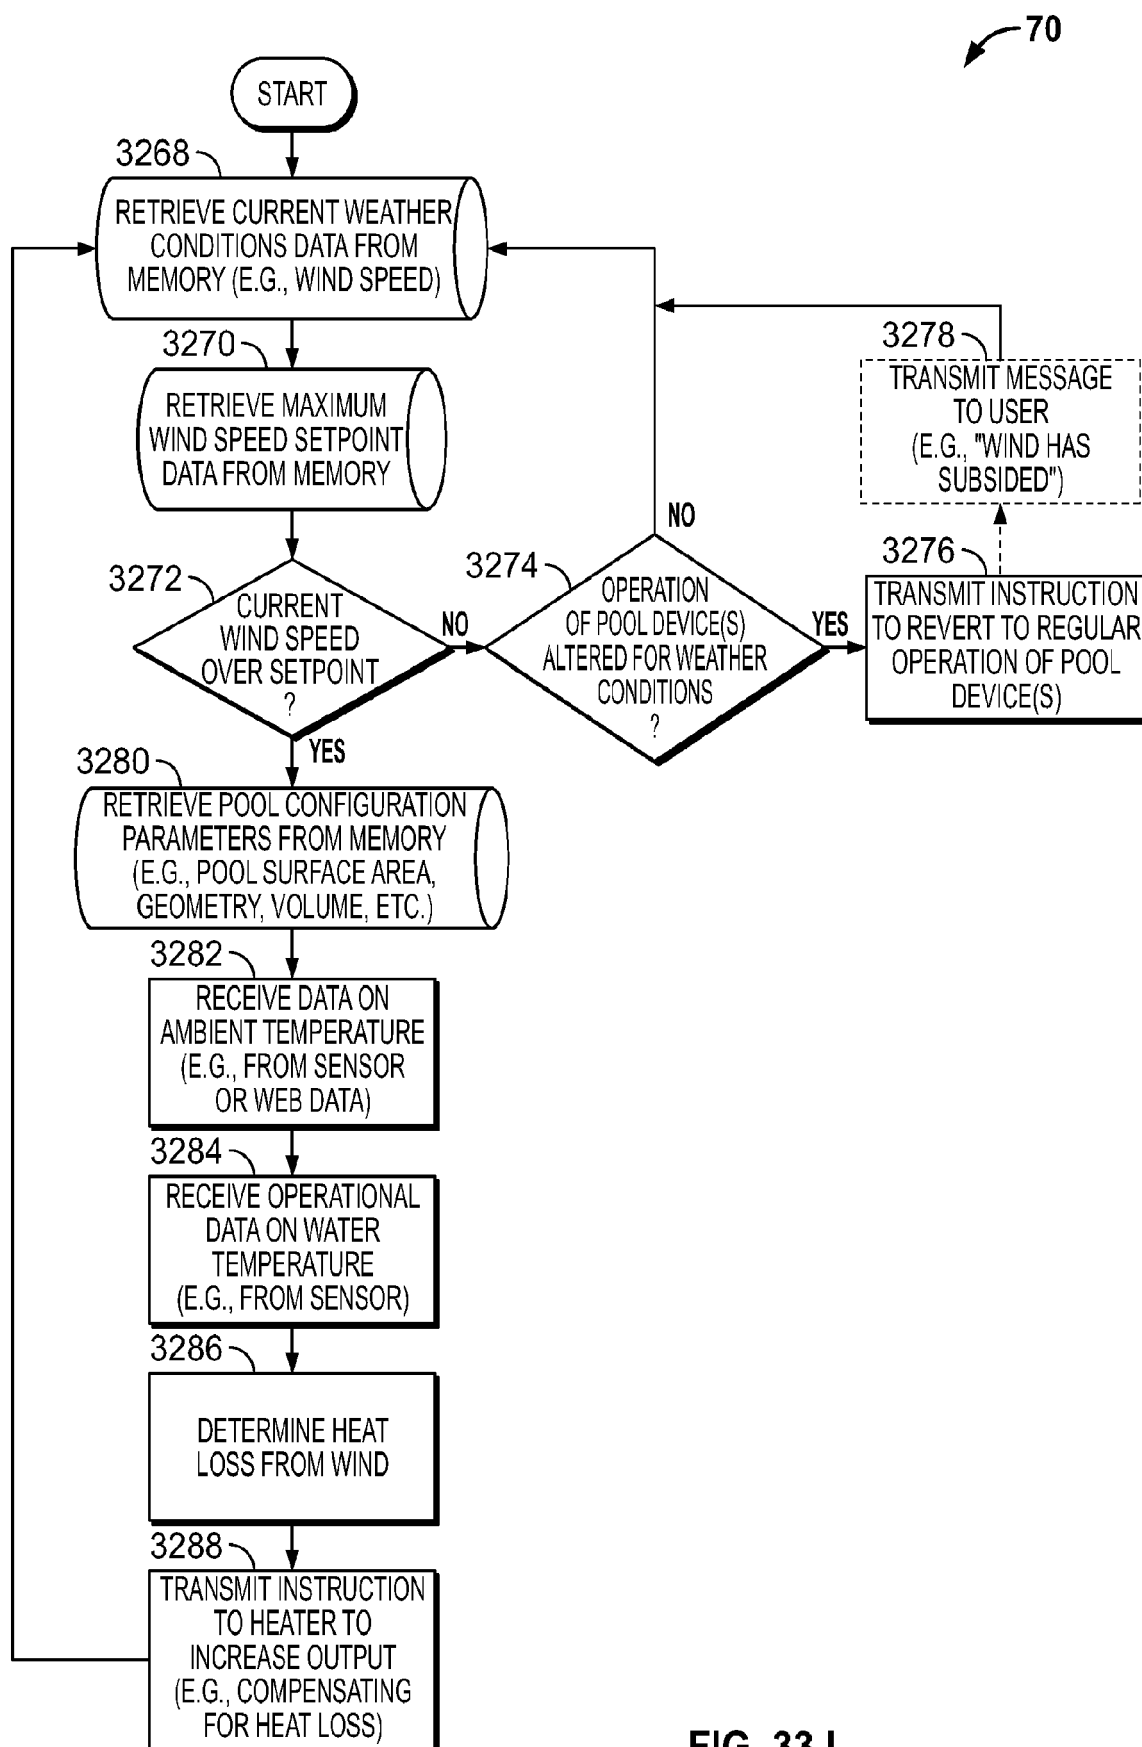 70
START
3268
RETRIEVE CURRENT WEATHER
CONDITIONS DATA FROM
MEMORY (E.G., WIND SPEED)
3270
RETRIEVE MAXIMUM
WIND SPEED SETPOINT
DATA FROM MEMORY
3272
CURRENT
WIND SPEED
OVER SETPOINT
?
NO
YES
3274
OPERATION
OF POOL DEVICE(S)
ALTERED FOR WEATHER
CONDITIONS
?
NO
YES
3276
TRANSMIT INSTRUCTION
TO REVERT TO REGULAR
OPERATION OF POOL
DEVICE(S)
3278
TRANSMIT MESSAGE
TO USER
(E.G., "WIND HAS
SUBSIDED")
3280
RETRIEVE POOL CONFIGURATION
PARAMETERS FROM MEMORY
(E.G., POOL SURFACE AREA,
GEOMETRY, VOLUME, ETC.)
3282
RECEIVE DATA ON
AMBIENT TEMPERATURE
(E.G., FROM SENSOR
OR WEB DATA)
3284
RECEIVE OPERATIONAL
DATA ON WATER
TEMPERATURE
(E.G., FROM SENSOR)
3286
DETERMINE HEAT
LOSS FROM WIND
3288
TRANSMIT INSTRUCTION
TO HEATER TO
INCREASE OUTPUT
(E.G., COMPENSATING
FOR HEAT LOSS)
FIG. 33